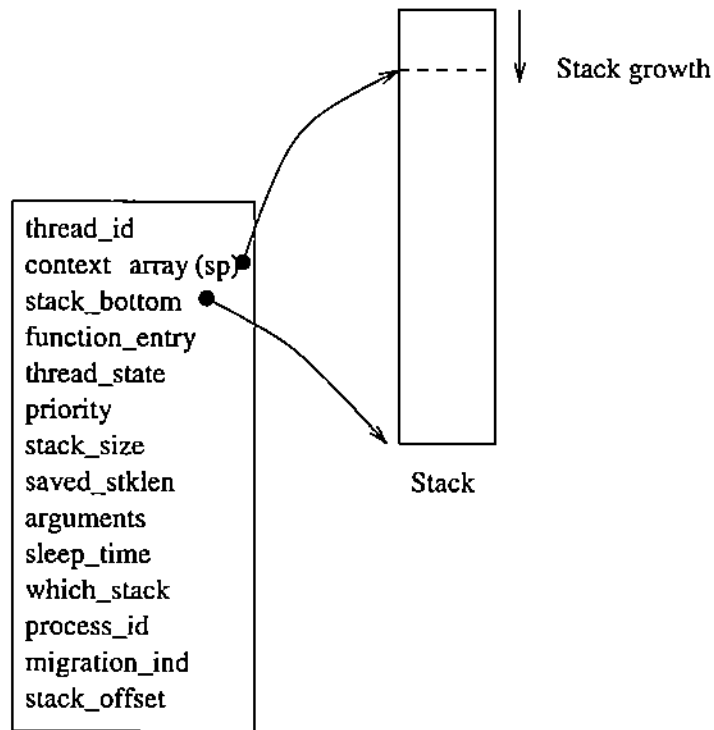 Stack growth
thread_id
context array (sp)
stack_bottom
function_entry
thread_state
priority
stack_size
saved_stklen
arguments
sleep_time
which_stack
process_id
migration_ind
stack_offset
Stack